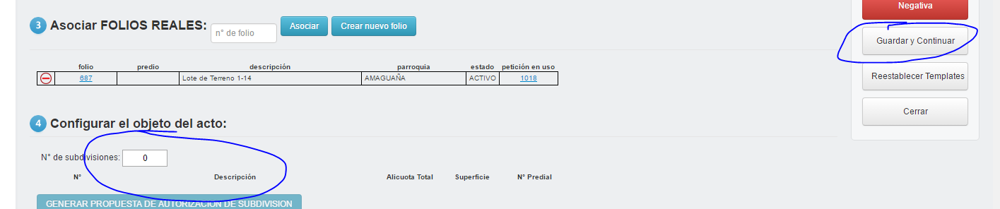 Negativa
3 Asociar FOLIOS REALES: n° de folio Asociar Crear nuevo folio
Guardar y Continuar
folio predio descripción parroquia estado petición en uso
687 Lote de Terreno 1-14 AMAGUAÑA ACTIVO 1018
Reestablecer Templates
Cerrar
4 Configurar el objeto del acto:
N° de subdivisiones: 0
N° Descripción Alicuota Total Superficie N° Predial
GENERAR PROPUESTA DE AUTORIZACION DE SUBDIVISION